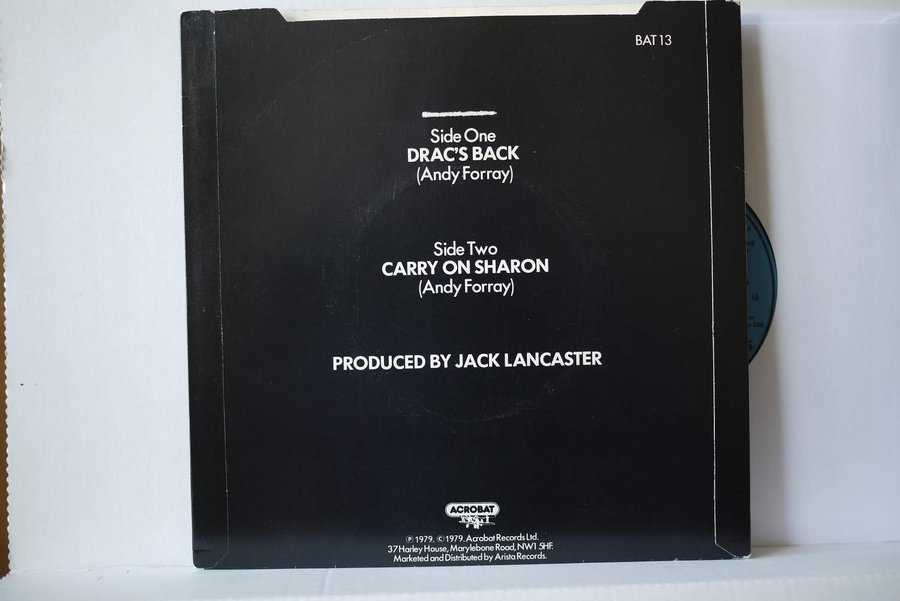 BAT 13
Side One
DRAC'S BACK
(Andy Forray)
Side Two
CARRY ON SHARON
(Andy Forray)
PRODUCED BY JACK LANCASTER
ACROBAT
℗ 1979. © 1979. Acrobat Records Ltd.
37 Harley House, Marylebone Road, NW1 5HF.
Marketed and Distributed by Arista Records.